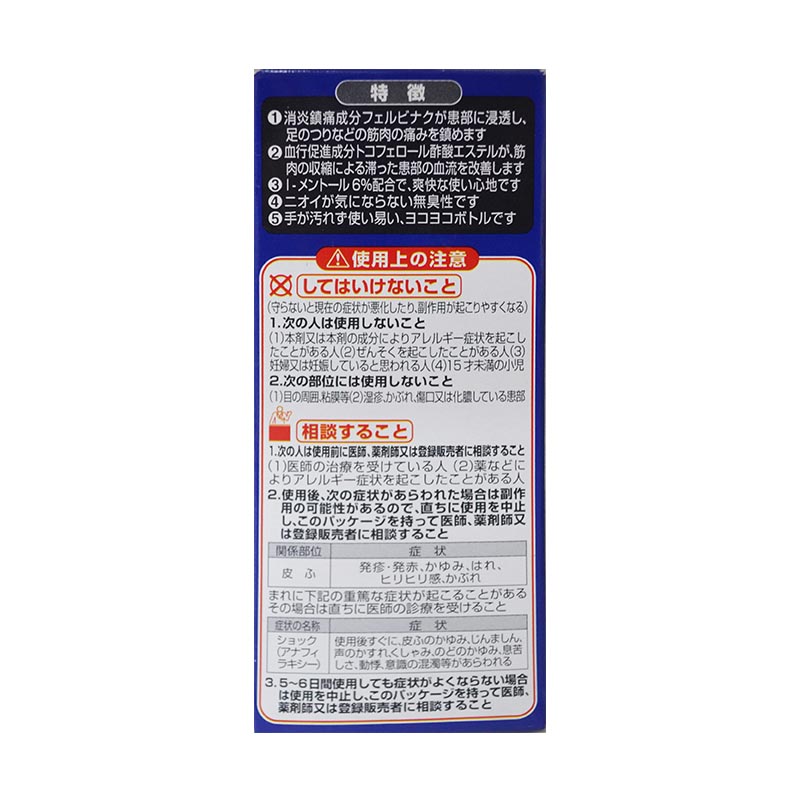 特徴
①消炎鎮痛成分フェルビナクが患部に浸透し、
足のつりなどの筋肉の痛みを鎮めます
②血行促進成分トコフェロール酢酸エステルが、筋
肉の収縮による滞った患部の血流を改善します
③l-メントール6%配合で、爽快な使い心地です
④ニオイが気にならない無臭性です
⑤手が汚れず使い易い、ヨコヨコボトルです
使用上の注意
してはいけないこと
(守らないと現在の症状が悪化したり、副作用が起こりやすくなる)
1.次の人は使用しないこと
(1)本剤又は本剤の成分によりアレルギー症状を起こし
たことがある人(2)ぜんそくを起こしたことがある人(3)
妊婦又は妊娠していると思われる人(4)15才未満の小児
2.次の部位には使用しないこと
(1)目の周囲、粘膜等(2)湿疹、かぶれ、傷口又は化膿している患部
相談すること
1.次の人は使用前に医師、薬剤師又は登録販売者に相談すること
(1)医師の治療を受けている人(2)薬などに
よりアレルギー症状を起こしたことがある人
2.使用後、次の症状があらわれた場合は副作
用の可能性があるので、直ちに使用を中止
し、このパッケージを持って医師、薬剤師又
は登録販売者に相談すること
関係部位 症状
皮ふ 発疹・発赤、かゆみ、はれ、
ヒリヒリ感、かぶれ
まれに下記の重篤な症状が起こることがある
その場合は直ちに医師の診療を受けること
症状の名称 症状
ショック 使用後すぐに、皮ふのかゆみ、じんましん、
(アナフィ 声のかすれ、くしゃみ、のどのかゆみ、息苦
ラキシー) しさ、動悸、意識の混濁等があらわれる
3.5〜6日間使用しても症状がよくならない場合
は使用を中止し、このパッケージを持って医師、
薬剤師又は登録販売者に相談すること